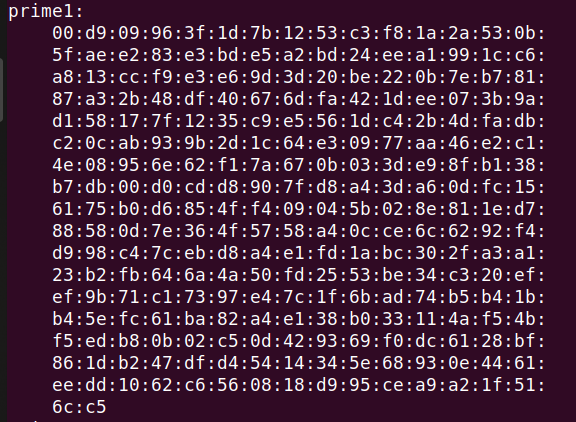 prime1:
00:d9:09:96:3f:1d:7b:12:53:c3:f8:1a:2a:53:0b:
5f:ae:e2:83:e3:bd:e5:a2:bd:24:ee:a1:99:1c:c6:
a8:13:cc:f9:e3:e6:9d:3d:20:be:22:0b:7e:b7:81:
87:a3:2b:48:df:40:67:6d:fa:42:1d:ee:07:3b:9a:
d1:58:17:7f:12:35:c9:e5:56:1d:c4:2b:4d:fa:db:
c2:0c:ab:93:9b:2d:1c:64:e3:09:77:aa:46:e2:c1:
4e:08:95:6e:62:f1:7a:67:0b:03:3d:e9:8f:b1:38:
b7:db:00:d0:cd:d8:90:7f:d8:a4:3d:a6:0d:fc:15:
61:75:b0:d6:85:4f:f4:09:04:5b:02:8e:81:1e:d7:
88:58:0d:7e:36:4f:57:58:a4:0c:ce:6c:62:92:f4:
d9:98:c4:7c:eb:d8:a4:e1:fd:1a:bc:30:2f:a3:a1:
23:b2:fb:64:6a:4a:50:fd:25:53:be:34:c3:20:ef:
ef:9b:71:c1:73:97:e4:7c:1f:6b:ad:74:b5:b4:1b:
b4:5e:fc:61:ba:82:a4:e1:38:b0:33:11:4a:f5:4b:
f5:ed:b8:0b:02:c5:0d:42:93:69:f0:dc:61:28:bf:
86:1d:b2:47:df:d4:54:14:34:5e:68:93:0e:44:61:
ee:dd:10:62:c6:56:08:18:d9:95:ce:a9:a2:1f:51:
6c:c5